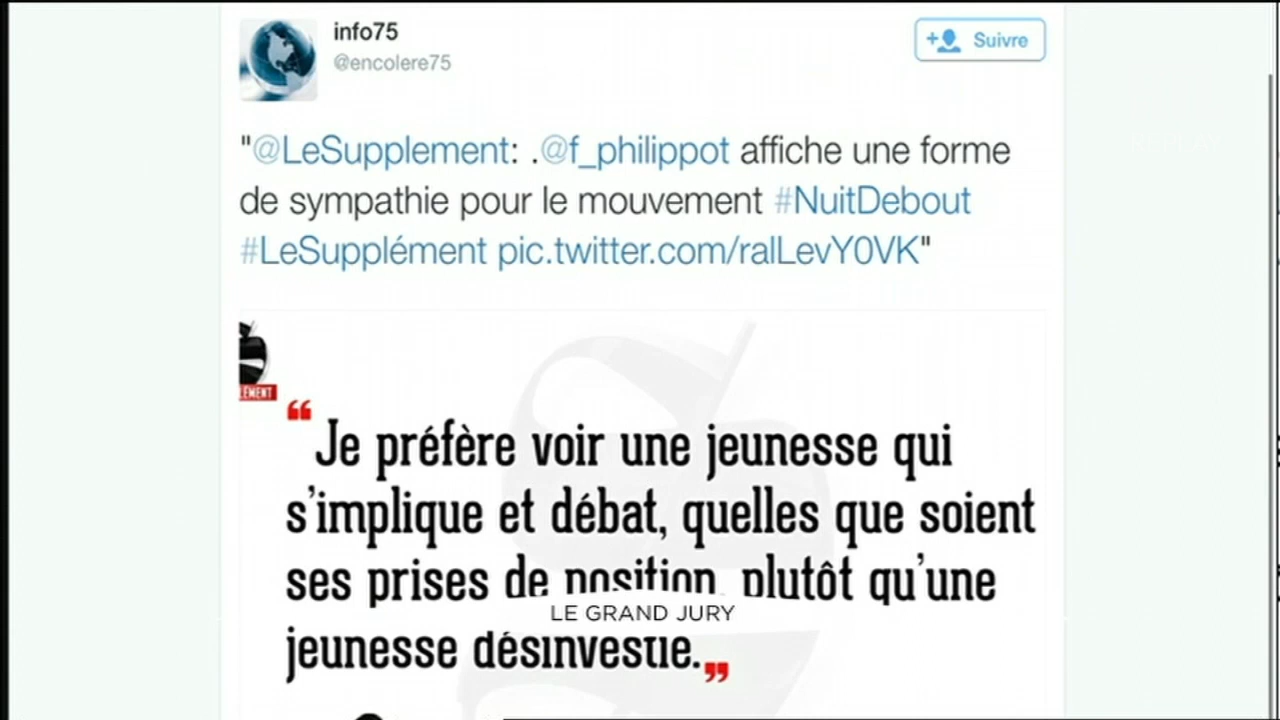 info75
@encolere75
Suivre
"@LeSupplement: .@f_philippot affiche une forme
de sympathie pour le mouvement #NuitDebout
#LeSupplément pic.twitter.com/ralLevY0VK"
REPLAY
LEMENT
“ Je préfère voir une jeunesse qui
s'implique et débat, quelles que soient
ses prises de position, plutôt qu'une
LE GRAND JURY
jeunesse désinvestie.”